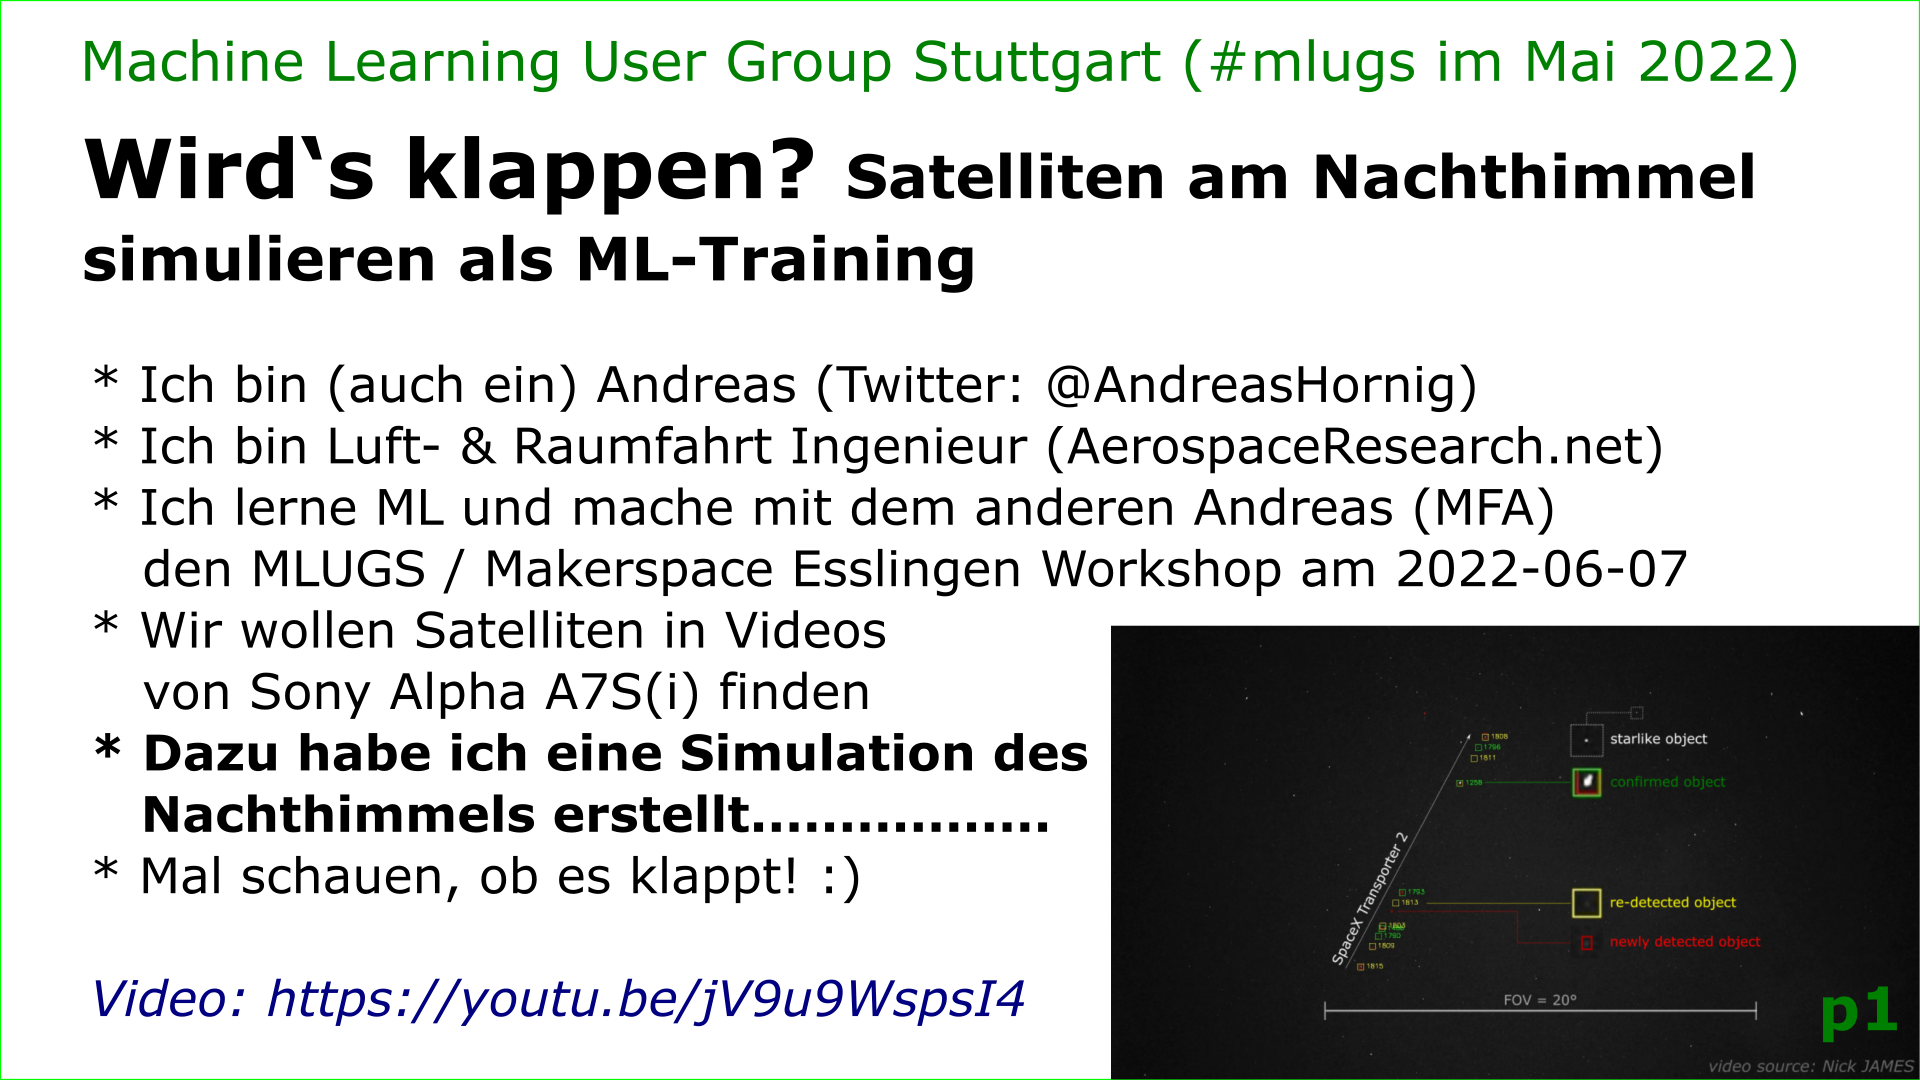 Machine Learning User Group Stuttgart (#mlugs im Mai 2022)
Wird‘s klappen? Satelliten am Nachthimmel
simulieren als ML-Training
* Ich bin (auch ein) Andreas (Twitter: @AndreasHornig)
* Ich bin Luft- & Raumfahrt Ingenieur (AerospaceResearch.net)
* Ich lerne ML und mache mit dem anderen Andreas (MFA)
den MLUGS / Makerspace Esslingen Workshop am 2022-06-07
* Wir wollen Satelliten in Videos
von Sony Alpha A7S(i) finden
* Dazu habe ich eine Simulation des
Nachthimmels erstellt.................
* Mal schauen, ob es klappt! :)
Video: https://youtu.be/jV9u9WspsI4
starlike object
1808
1796
1811
1258
confirmed object
SpaceX Transporter 2
1793
1813
re-detected object
1803
1790
1809
newly detected object
1815
FOV = 20°
p1
video source: Nick JAMES